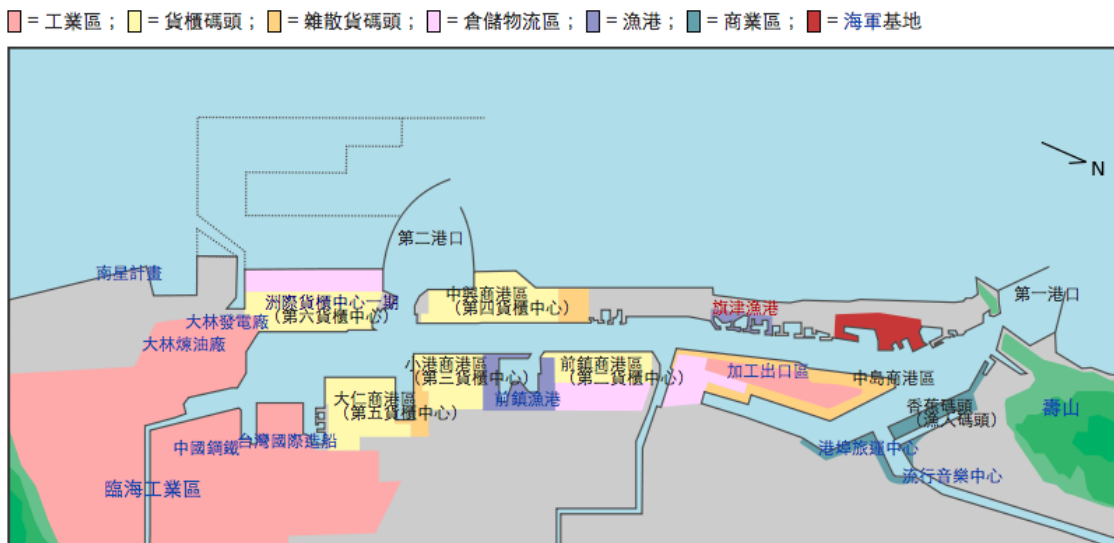 = 工業區； = 貨櫃碼頭； = 雜散貨碼頭； = 倉儲物流區； = 漁港； = 商業區； = 海軍基地
N
第二港口
南星計畫
第一港口
中興商港區
（第四貨櫃中心）
洲際貨櫃中心一期
（第六貨櫃中心）
旗津漁港
大林發電廠
大林煉油廠
小港商港區
（第三貨櫃中心）
前鎮商港區
（第二貨櫃中心）
加工出口區
中島商港區
大仁商港區
（第五貨櫃中心）
前鎮漁港
香蕉碼頭
（漁人碼頭）
壽山
中國鋼鐵
台灣國際造船
港埠旅運中心
流行音樂中心
臨海工業區